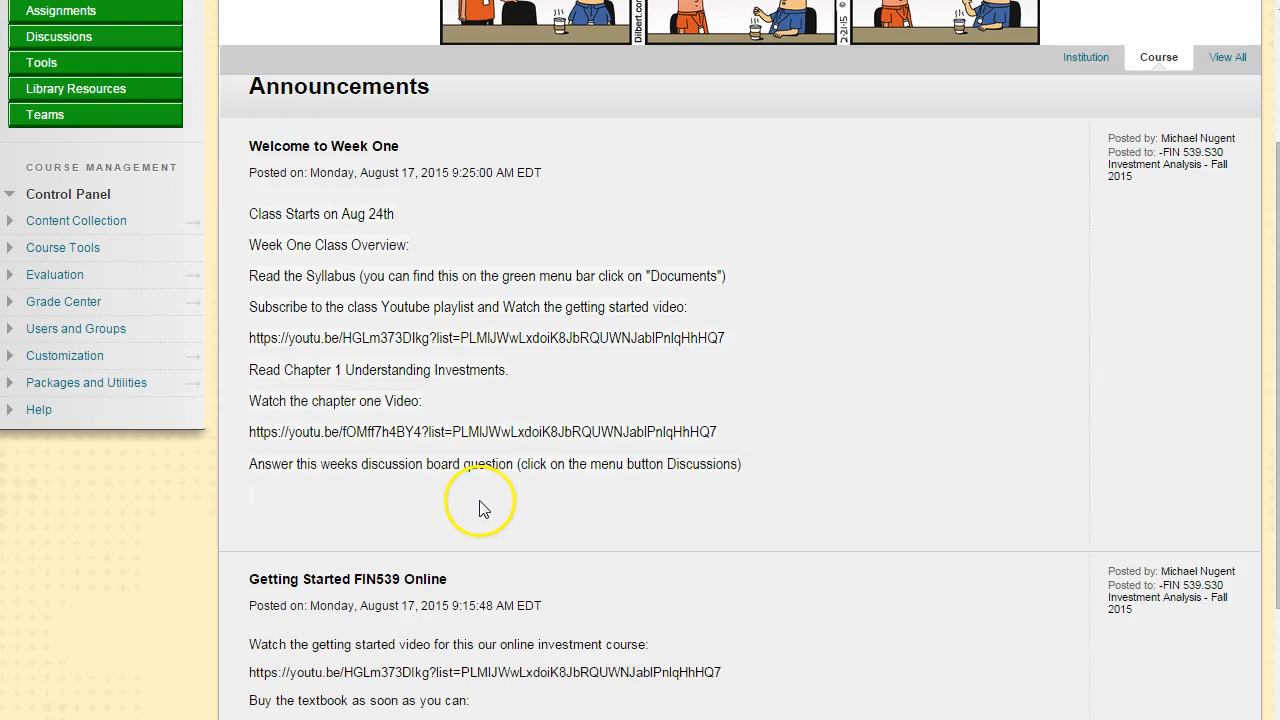 Dilbert.com
2-21-15 ©
Assignments
Discussions
Tools
Library Resources
Teams
COURSE MANAGEMENT
Control Panel
Content Collection
Course Tools
Evaluation
Grade Center
Users and Groups
Customization
Packages and Utilities
Help
Institution
Course
View All
Announcements
Welcome to Week One
Posted on: Monday, August 17, 2015 9:25:00 AM EDT
Class Starts on Aug 24th
Week One Class Overview:
Read the Syllabus (you can find this on the green menu bar click on "Documents")
Subscribe to the class Youtube playlist and Watch the getting started video:
https://youtu.be/HGLm373DIkg?list=PLMIJWwLxdoiK8JbRQUWNJablPnlqHhHQ7
Read Chapter 1 Understanding Investments.
Watch the chapter one Video:
https://youtu.be/fOMff7h4BY4?list=PLMIJWwLxdoiK8JbRQUWNJablPnlqHhHQ7
Answer this weeks discussion board question (click on the menu button Discussions)
Posted by: Michael Nugent
Posted to: -FIN 539.S30
Investment Analysis - Fall
2015
Getting Started FIN539 Online
Posted on: Monday, August 17, 2015 9:15:48 AM EDT
Watch the getting started video for this our online investment course:
https://youtu.be/HGLm373DIkg?list=PLMIJWwLxdoiK8JbRQUWNJablPnlqHhHQ7
Buy the textbook as soon as you can:
Posted by: Michael Nugent
Posted to: -FIN 539.S30
Investment Analysis - Fall
2015